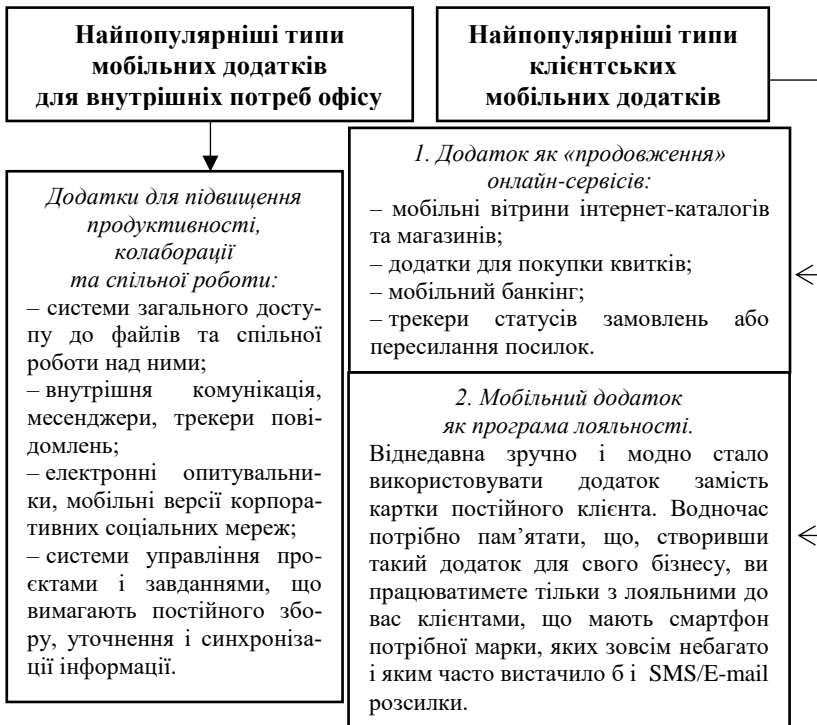 Найпопулярніші типи
мобільних додатків
для внутрішніх потреб офісу
Найпопулярніші типи
клієнтських
мобільних додатків
Додатки для підвищення
продуктивності,
колаборації
та спільної роботи:
– системи загального досту-
пу до файлів та спільної
роботи над ними;
– внутрішня комунікація,
месенджери, трекери пові-
домлень;
– електронні опитувальни-
ки, мобільні версії корпора-
тивних соціальних мереж;
– системи управління про-
єктами і завданнями, що
вимагають постійного збо-
ру, уточнення і синхроніза-
ції інформації.
1. Додаток як «продовження»
онлайн-сервісів:
– мобільні вітрини інтернет-каталогів
та магазинів;
– додатки для покупки квитків;
– мобільний банкінг;
– трекери статусів замовлень або
пересилання посилок.
2. Мобільний додаток
як програма лояльності.
Віднедавна зручно і модно стало
використовувати додаток замість
картки постійного клієнта. Водночас
потрібно пам’ятати, що, створивши
такий додаток для свого бізнесу, ви
працюватимете тільки з лояльними до
вас клієнтами, що мають смартфон
потрібної марки, яких зовсім небагато
і яким часто вистачило б і SMS/E-mail
розсилки.